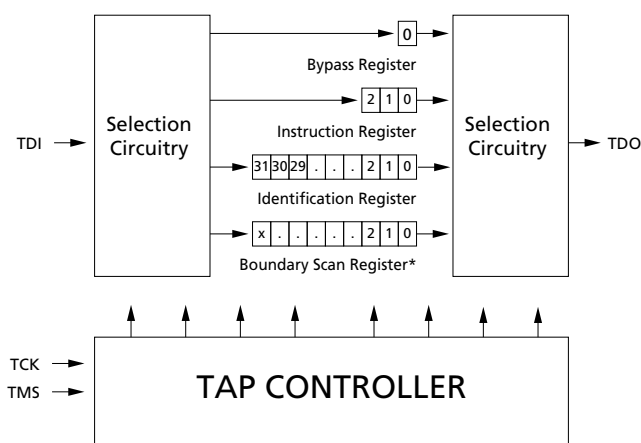 0
Bypass Register
2 1 0
Instruction Register
Selection
Circuitry
Selection
Circuitry
TDI
TDO
31 30 29 . . . 2 1 0
Identification Register
x . . . . . 2 1 0
Boundary Scan Register*
TCK
TMS
TAP CONTROLLER